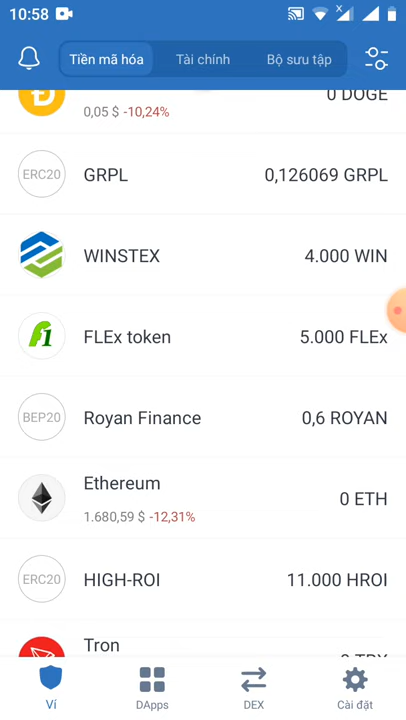 10:58
Tiền mã hóa Tài chính Bộ sưu tập
0 DOGE
0,05 $ -10,24%
ERC20 GRPL 0,126069 GRPL
WINSTEX 4.000 WIN
FLEx token 5.000 FLEx
BEP20 Royan Finance 0,6 ROYAN
Ethereum
0 ETH
1.680,59 $ -12,31%
ERC20 HIGH-ROI 11.000 HROI
Tron
0 TRX
Ví DApps DEX Cài đặt